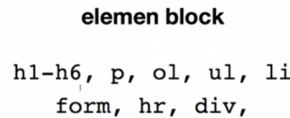 elemen block
h1-h6, p, ol, ul, li
form, hr, div,